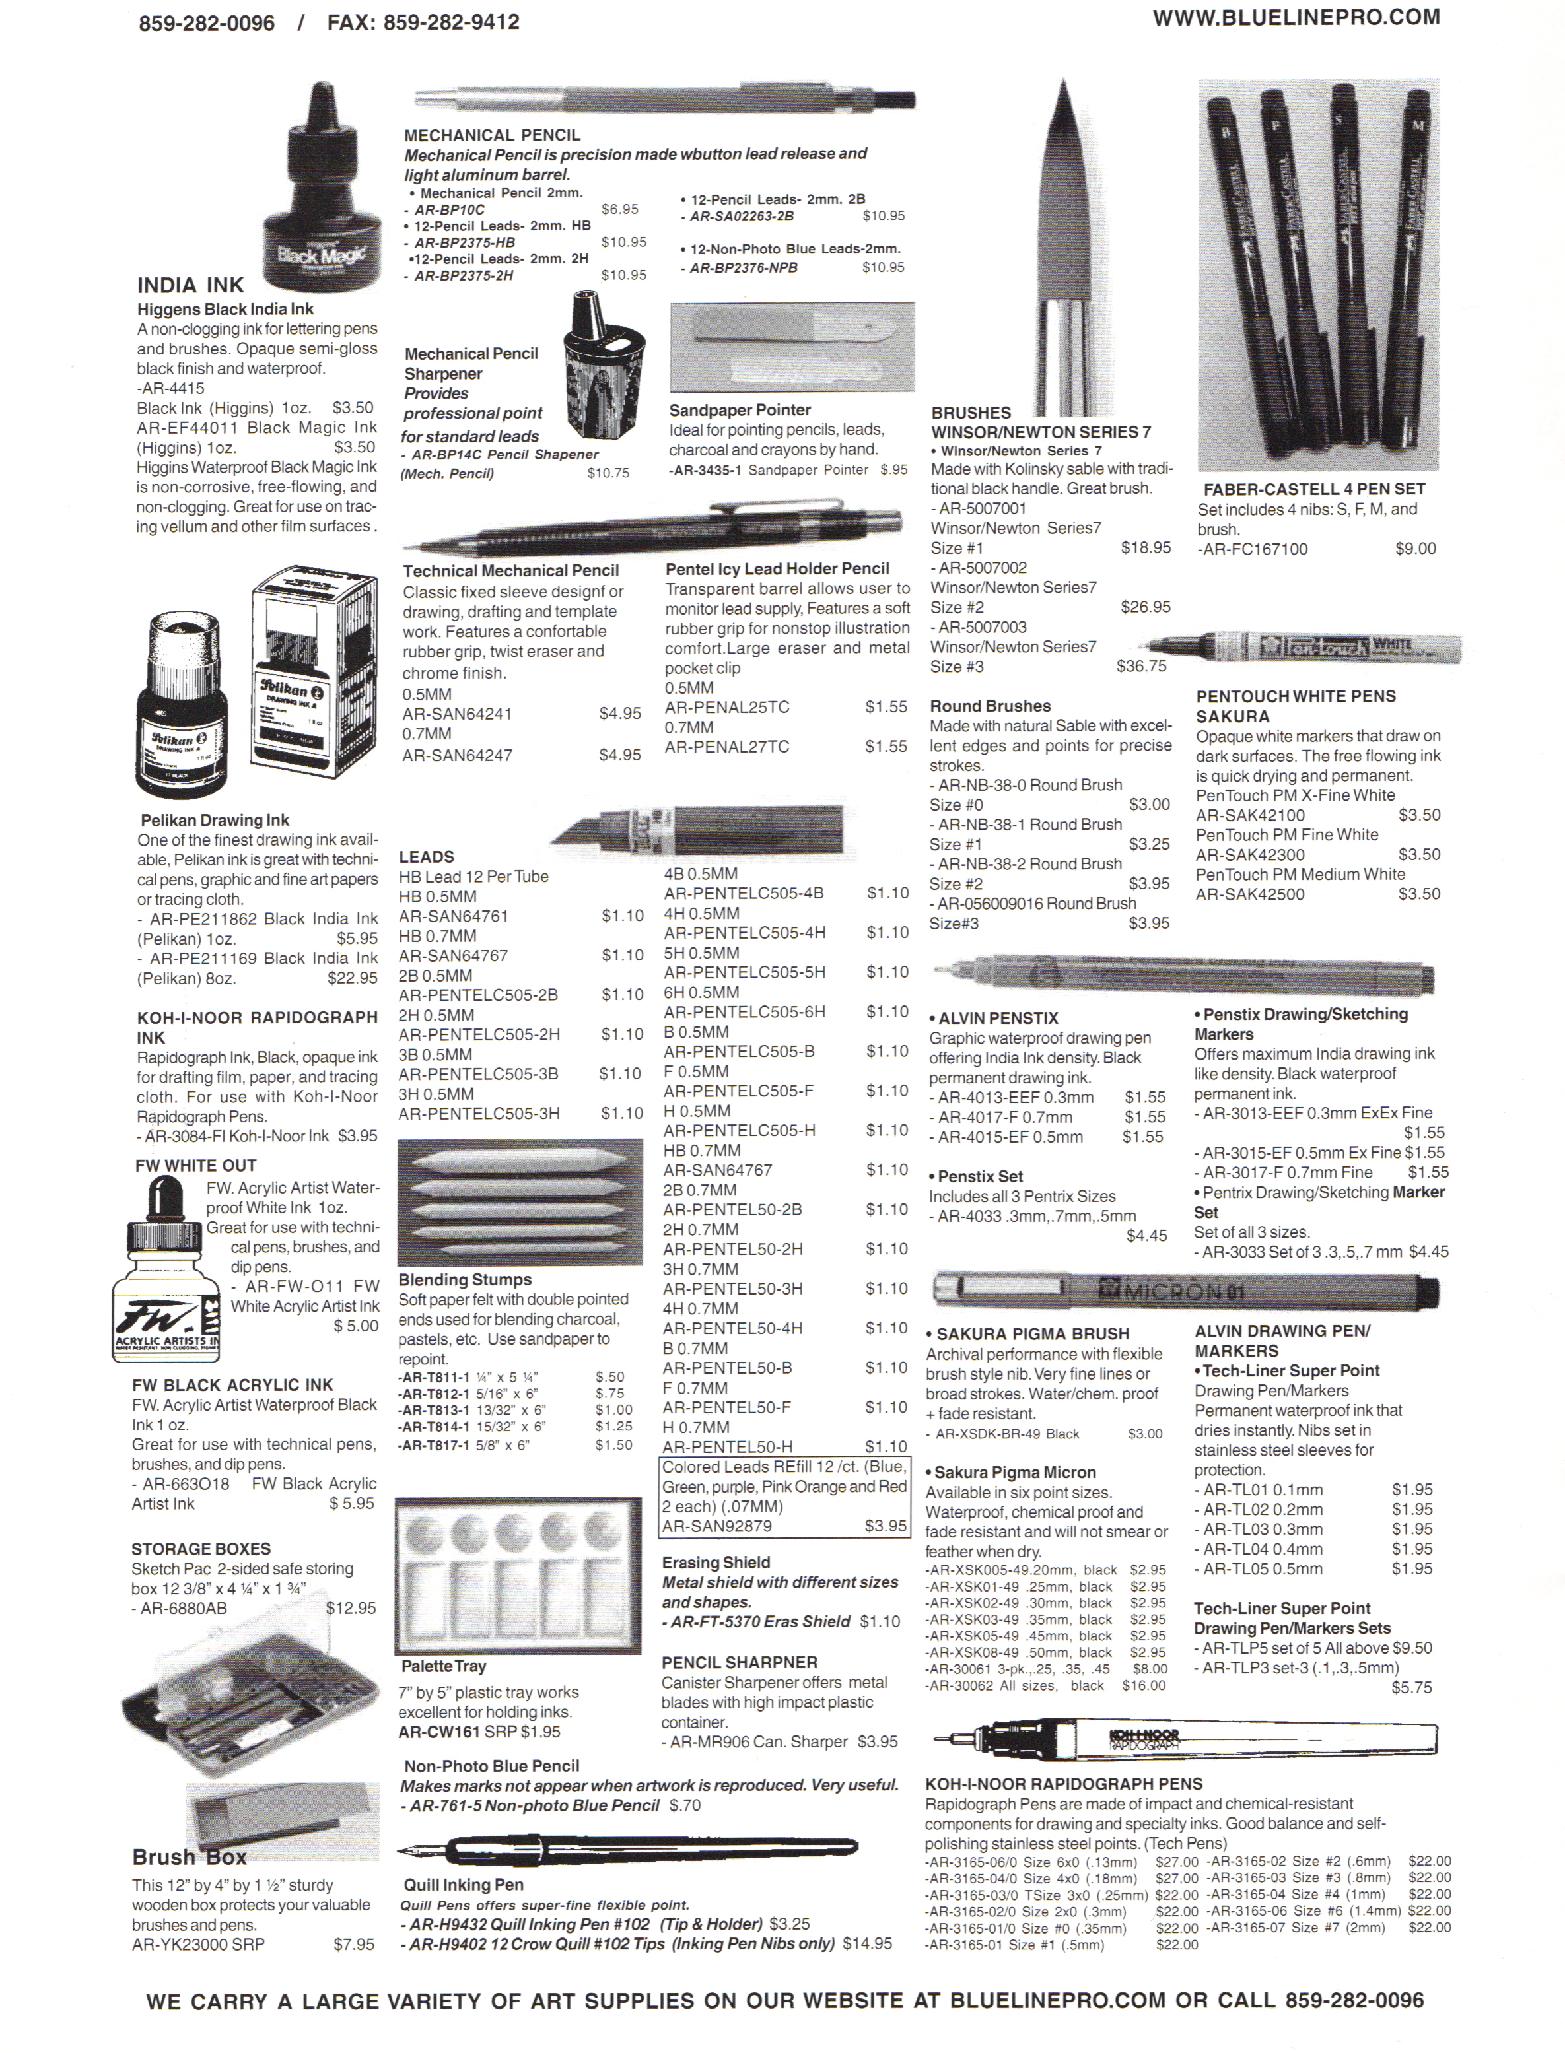 859-282-0096 / FAX: 859-282-9412
WWW.BLUELINEPRO.COM
Higgens
Black Magic
INDIA INK
Higgens Black India Ink
A non-clogging ink for lettering pens
and brushes. Opaque semi-gloss
black finish and waterproof.
-AR-4415
Black Ink (Higgins) 1oz. $3.50
AR-EF44011 Black Magic Ink
(Higgins) 1oz. $3.50
Higgins Waterproof Black Magic Ink
is non-corrosive, free-flowing, and
non-clogging. Great for use on trac-
ing vellum and other film surfaces.
Pelikan
DRAWING INK A
Pelikan
DRAWING INK A
Pelikan Drawing Ink
One of the finest drawing ink avail-
able, Pelikan ink is great with techni-
cal pens, graphic and fine art papers
or tracing cloth.
- AR-PE211862 Black India Ink
(Pelikan) 1oz. $5.95
- AR-PE211169 Black India Ink
(Pelikan) 8oz. $22.95
KOH-I-NOOR RAPIDOGRAPH
INK
Rapidograph Ink, Black, opaque ink
for drafting film, paper, and tracing
cloth. For use with Koh-I-Noor
Rapidograph Pens.
- AR-3084-FI Koh-I-Noor Ink $3.95
FW WHITE OUT
FW. Acrylic Artist Water-
proof White Ink 1oz.
Great for use with techni-
cal pens, brushes, and
dip pens.
- AR-FW-O11 FW
White Acrylic Artist Ink
$ 5.00
FW.
INK
ACRYLIC ARTISTS IN
FW BLACK ACRYLIC INK
FW. Acrylic Artist Waterproof Black
Ink 1 oz.
Great for use with technical pens,
brushes, and dip pens.
- AR-663O18 FW Black Acrylic
Artist Ink $ 5.95
STORAGE BOXES
Sketch Pac 2-sided safe storing
box 12 3/8" x 4 ¼" x 1 ¾"
- AR-6880AB $12.95
Brush Box
This 12" by 4" by 1 ½" sturdy
wooden box protects your valuable
brushes and pens.
AR-YK23000 SRP $7.95
MECHANICAL PENCIL
Mechanical Pencil is precision made wbutton lead release and
light aluminum barrel.
• Mechanical Pencil 2mm.
- AR-BP10C $6.95
• 12-Pencil Leads- 2mm. HB
- AR-BP2375-HB $10.95
•12-Pencil Leads- 2mm. 2H
- AR-BP2375-2H $10.95
• 12-Pencil Leads- 2mm. 2B
- AR-SA02263-2B $10.95
• 12-Non-Photo Blue Leads-2mm.
- AR-BP2376-NPB $10.95
Mechanical Pencil
Sharpener
Provides
professional point
for standard leads
- AR-BP14C Pencil Shapener
(Mech. Pencil) $10.75
Sandpaper Pointer
Ideal for pointing pencils, leads,
charcoal and crayons by hand.
-AR-3435-1 Sandpaper Pointer $.95
Technical Mechanical Pencil
Classic fixed sleeve designf or
drawing, drafting and template
work. Features a confortable
rubber grip, twist eraser and
chrome finish.
0.5MM
AR-SAN64241 $4.95
0.7MM
AR-SAN64247 $4.95
Pentel Icy Lead Holder Pencil
Transparent barrel allows user to
monitor lead supply, Features a soft
rubber grip for nonstop illustration
comfort.Large eraser and metal
pocket clip
0.5MM
AR-PENAL25TC $1.55
0.7MM
AR-PENAL27TC $1.55
LEADS
HB Lead 12 Per Tube
HB 0.5MM
AR-SAN64761 $1.10
HB 0.7MM
AR-SAN64767 $1.10
2B 0.5MM
AR-PENTELC505-2B $1.10
2H 0.5MM
AR-PENTELC505-2H $1.10
3B 0.5MM
AR-PENTELC505-3B $1.10
3H 0.5MM
AR-PENTELC505-3H $1.10
4B 0.5MM
AR-PENTELC505-4B $1.10
4H 0.5MM
AR-PENTELC505-4H $1.10
5H 0.5MM
AR-PENTELC505-5H $1.10
6H 0.5MM
AR-PENTELC505-6H $1.10
B 0.5MM
AR-PENTELC505-B $1.10
F 0.5MM
AR-PENTELC505-F $1.10
H 0.5MM
AR-PENTELC505-H $1.10
HB 0.7MM
AR-SAN64767 $1.10
2B 0.7MM
AR-PENTEL50-2B $1.10
2H 0.7MM
AR-PENTEL50-2H $1.10
3H 0.7MM
AR-PENTEL50-3H $1.10
4H 0.7MM
AR-PENTEL50-4H $1.10
B 0.7MM
AR-PENTEL50-B $1.10
F 0.7MM
AR-PENTEL50-F $1.10
H 0.7MM
AR-PENTEL50-H $1.10
Colored Leads REfill 12 /ct. (Blue,
Green, purple, Pink Orange and Red
2 each) (.07MM)
AR-SAN92879 $3.95
Blending Stumps
Soft paper felt with double pointed
ends used for blending charcoal,
pastels, etc. Use sandpaper to
repoint.
-AR-T811-1 ¼" x 5 ¼" $.50
-AR-T812-1 5/16" x 6" $.75
-AR-T813-1 13/32" x 6" $1.00
-AR-T814-1 15/32" x 6" $1.25
-AR-T817-1 5/8" x 6" $1.50
Palette Tray
7" by 5" plastic tray works
excellent for holding inks.
AR-CW161 SRP $1.95
Erasing Shield
Metal shield with different sizes
and shapes.
- AR-FT-5370 Eras Shield $1.10
PENCIL SHARPNER
Canister Sharpener offers metal
blades with high impact plastic
container.
- AR-MR906 Can. Sharper $3.95
Non-Photo Blue Pencil
Makes marks not appear when artwork is reproduced. Very useful.
- AR-761-5 Non-photo Blue Pencil $.70
Quill Inking Pen
Quill Pens offers super-fine flexible point.
- AR-H9432 Quill Inking Pen #102 (Tip & Holder) $3.25
- AR-H9402 12 Crow Quill #102 Tips (Inking Pen Nibs only) $14.95
BRUSHES
WINSOR/NEWTON SERIES 7
• Winsor/Newton Series 7
Made with Kolinsky sable with tradi-
tional black handle. Great brush.
- AR-5007001
Winsor/Newton Series7
Size #1 $18.95
- AR-5007002
Winsor/Newton Series7
Size #2 $26.95
- AR-5007003
Winsor/Newton Series7
Size #3 $36.75
Round Brushes
Made with natural Sable with excel-
lent edges and points for precise
strokes.
- AR-NB-38-0 Round Brush
Size #0 $3.00
- AR-NB-38-1 Round Brush
Size #1 $3.25
- AR-NB-38-2 Round Brush
Size #2 $3.95
- AR-056009016 Round Brush
Size#3 $3.95
B P S M
FABER-CASTELL
FABER-CASTELL 4 PEN SET
Set includes 4 nibs: S, F, M, and
brush.
-AR-FC167100 $9.00
Pen-touch WHITE
PENTOUCH WHITE PENS
SAKURA
Opaque white markers that draw on
dark surfaces. The free flowing ink
is quick drying and permanent.
PenTouch PM X-Fine White
AR-SAK42100 $3.50
PenTouch PM Fine White
AR-SAK42300 $3.50
PenTouch PM Medium White
AR-SAK42500 $3.50
• ALVIN PENSTIX
Graphic waterproof drawing pen
offering India Ink density. Black
permanent drawing ink.
- AR-4013-EEF 0.3mm $1.55
- AR-4017-F 0.7mm $1.55
- AR-4015-EF 0.5mm $1.55
• Penstix Set
Includes all 3 Pentrix Sizes
- AR-4033 .3mm,.7mm,.5mm
$4.45
• Penstix Drawing/Sketching
Markers
Offers maximum India drawing ink
like density. Black waterproof
permanent ink.
- AR-3013-EEF 0.3mm ExEx Fine
$1.55
- AR-3015-EF 0.5mm Ex Fine $1.55
- AR-3017-F 0.7mm Fine $1.55
• Pentrix Drawing/Sketching Marker
Set
Set of all 3 sizes.
- AR-3033 Set of 3 .3,.5,.7 mm $4.45
MICRON 01
• SAKURA PIGMA BRUSH
Archival performance with flexible
brush style nib. Very fine lines or
broad strokes. Water/chem. proof
+ fade resistant.
- AR-XSDK-BR-49 Black $3.00
• Sakura Pigma Micron
Available in six point sizes.
Waterproof, chemical proof and
fade resistant and will not smear or
feather when dry.
-AR-XSK005-49.20mm, black $2.95
-AR-XSK01-49 .25mm, black $2.95
-AR-XSK02-49 .30mm, black $2.95
-AR-XSK03-49 .35mm, black $2.95
-AR-XSK05-49 .45mm, black $2.95
-AR-XSK08-49 .50mm, black $2.95
-AR-30061 3-pk.,.25, .35, .45 $8.00
-AR-30062 All sizes, black $16.00
ALVIN DRAWING PEN/
MARKERS
•Tech-Liner Super Point
Drawing Pen/Markers
Permanent waterproof ink that
dries instantly. Nibs set in
stainless steel sleeves for
protection.
- AR-TL01 0.1mm $1.95
- AR-TL02 0.2mm $1.95
- AR-TL03 0.3mm $1.95
- AR-TL04 0.4mm $1.95
- AR-TL05 0.5mm $1.95
Tech-Liner Super Point
Drawing Pen/Markers Sets
- AR-TLP5 set of 5 All above $9.50
- AR-TLP3 set-3 (.1,.3,.5mm)
$5.75
KOH-I-NOOR
RAPIDOGRAPH
KOH-I-NOOR RAPIDOGRAPH PENS
Rapidograph Pens are made of impact and chemical-resistant
components for drawing and specialty inks. Good balance and self-
polishing stainless steel points. (Tech Pens)
-AR-3165-06/0 Size 6x0 (.13mm) $27.00 -AR-3165-02 Size #2 (.6mm) $22.00
-AR-3165-04/0 Size 4x0 (.18mm) $27.00 -AR-3165-03 Size #3 (.8mm) $22.00
-AR-3165-03/0 TSize 3x0 (.25mm) $22.00 -AR-3165-04 Size #4 (1mm) $22.00
-AR-3165-02/0 Size 2x0 (.3mm) $22.00 -AR-3165-06 Size #6 (1.4mm) $22.00
-AR-3165-01/0 Size #0 (.35mm) $22.00 -AR-3165-07 Size #7 (2mm) $22.00
-AR-3165-01 Size #1 (.5mm) $22.00
WE CARRY A LARGE VARIETY OF ART SUPPLIES ON OUR WEBSITE AT BLUELINEPRO.COM OR CALL 859-282-0096